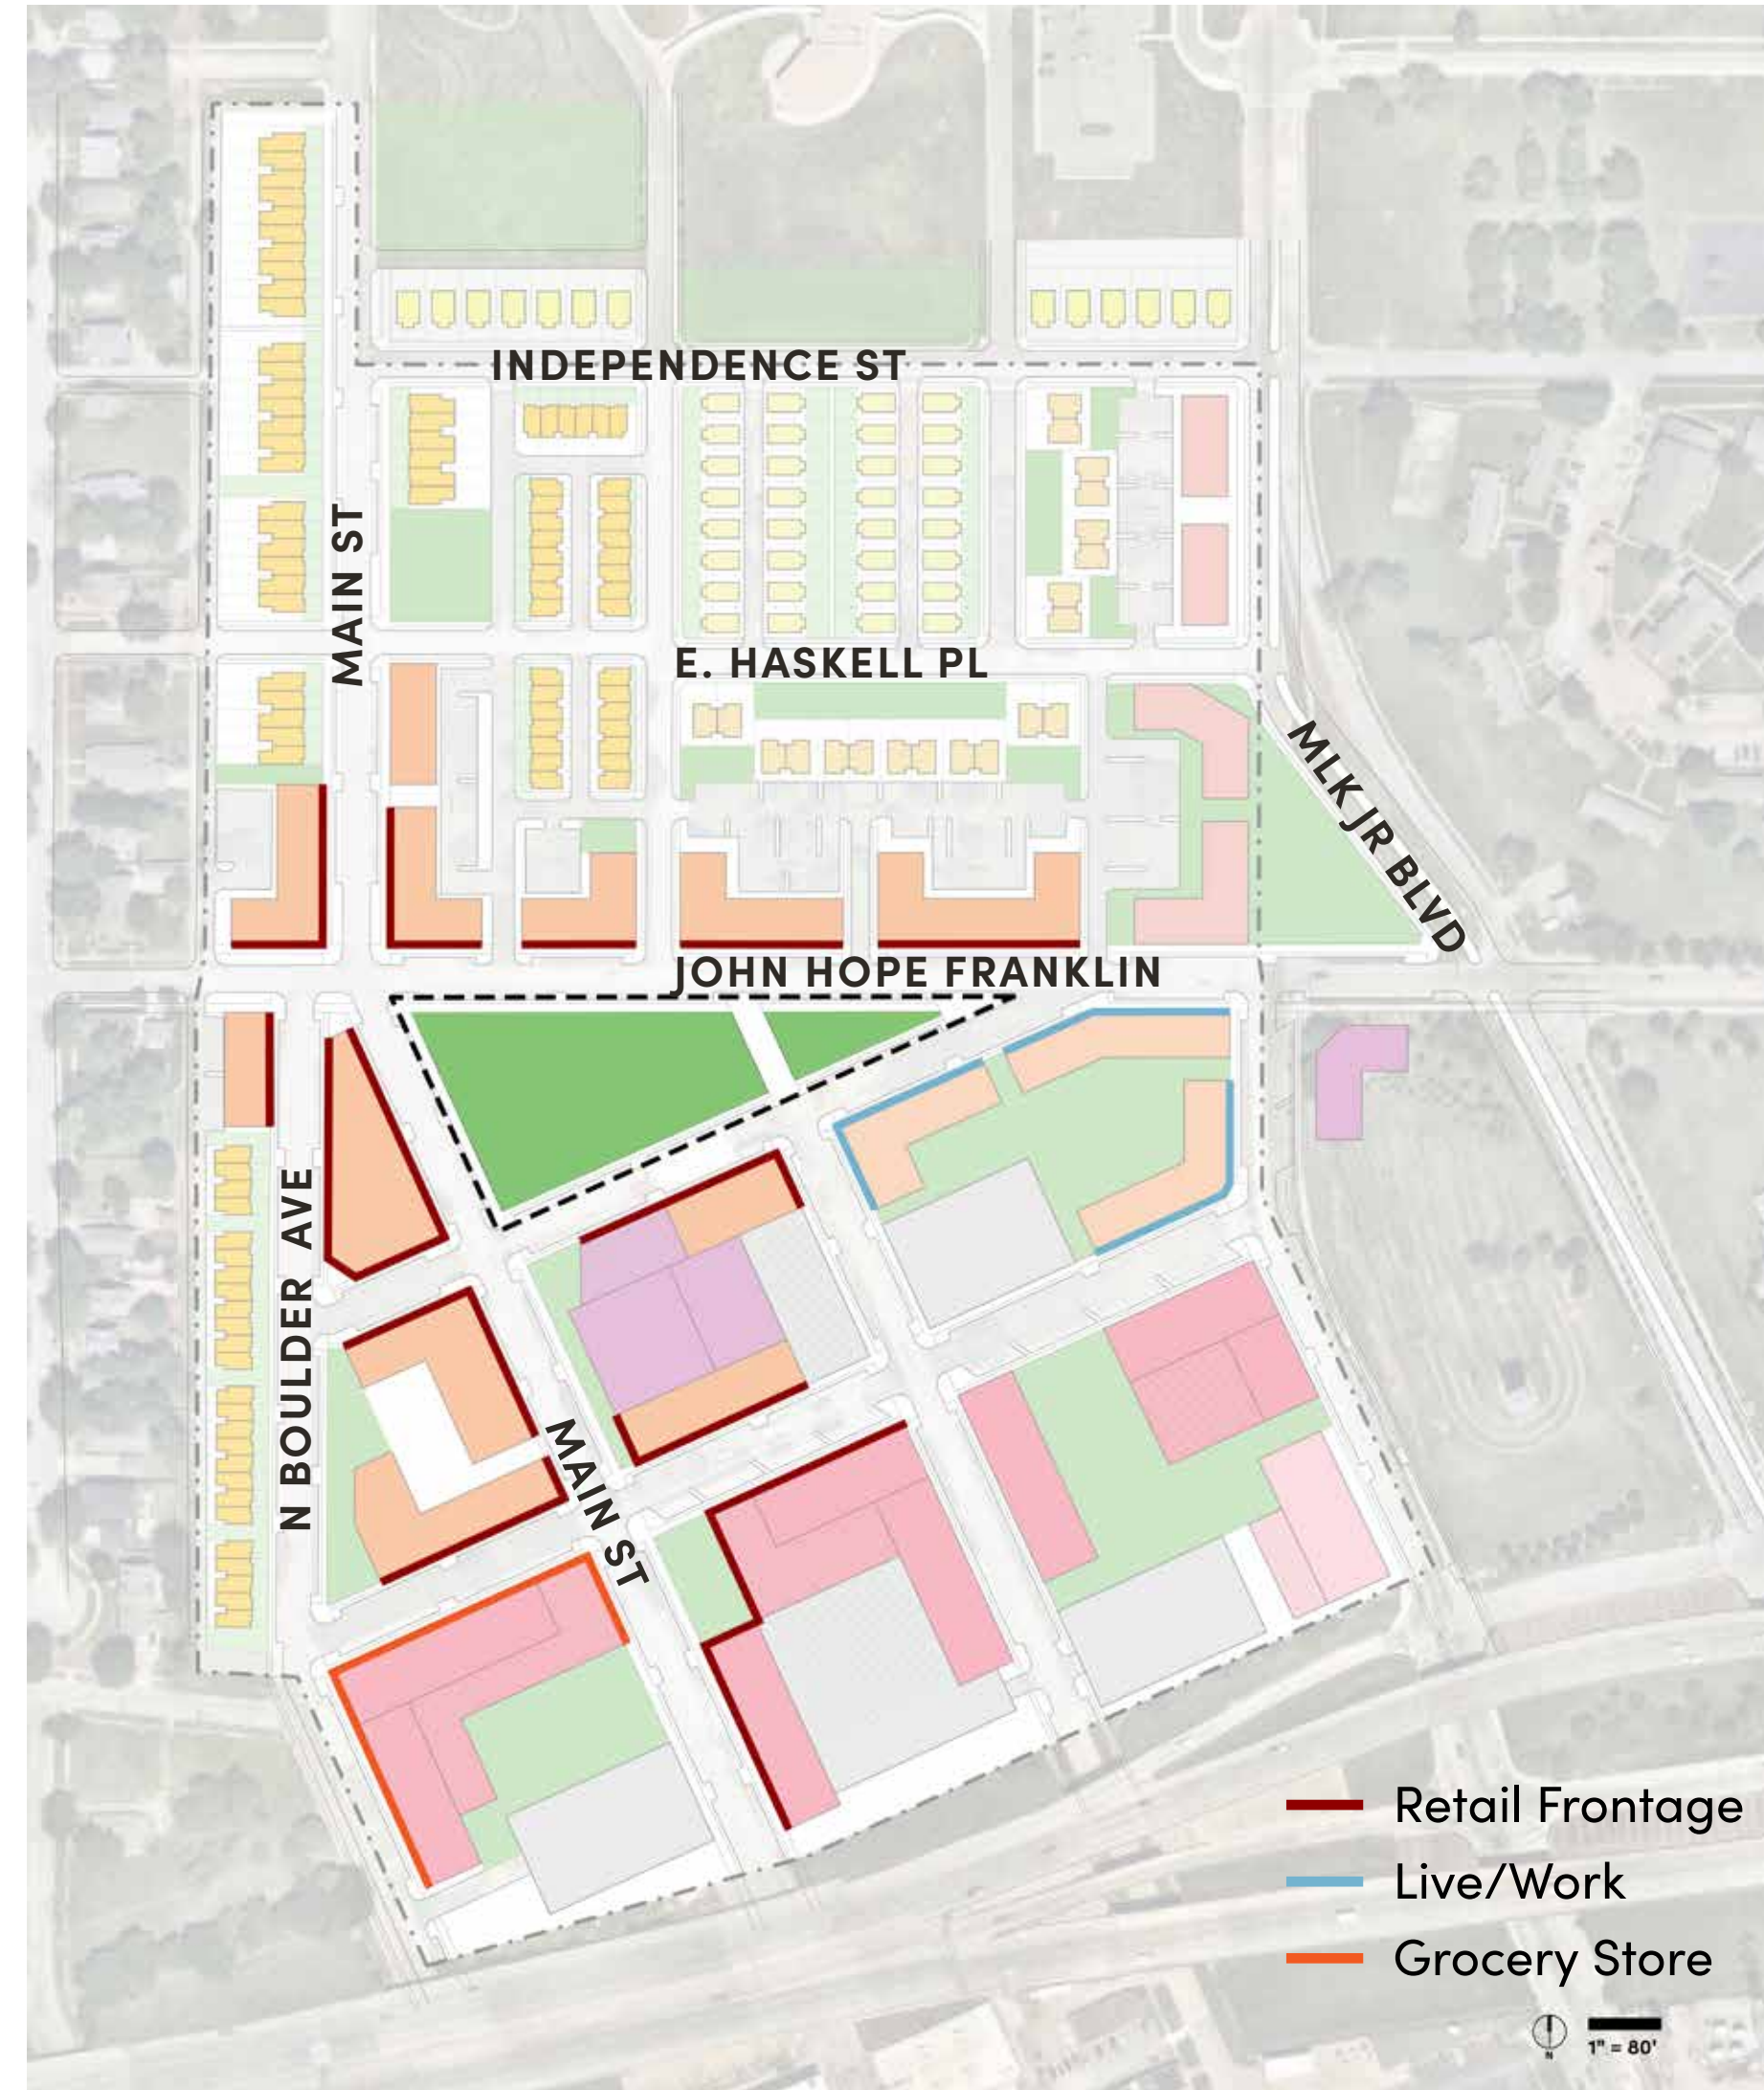 INDEPENDENCE ST
MAIN ST
E. HASKELL PL
MLK JR BLVD
JOHN HOPE FRANKLIN
N BOULDER AVE
MAIN ST
Retail Frontage
Live/Work
Grocery Store
N
1" = 80'